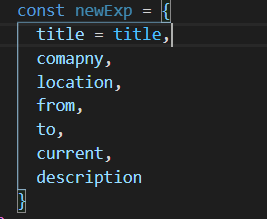 const newExp = {
title = title,
comapny,
location,
from,
to,
current,
description
}